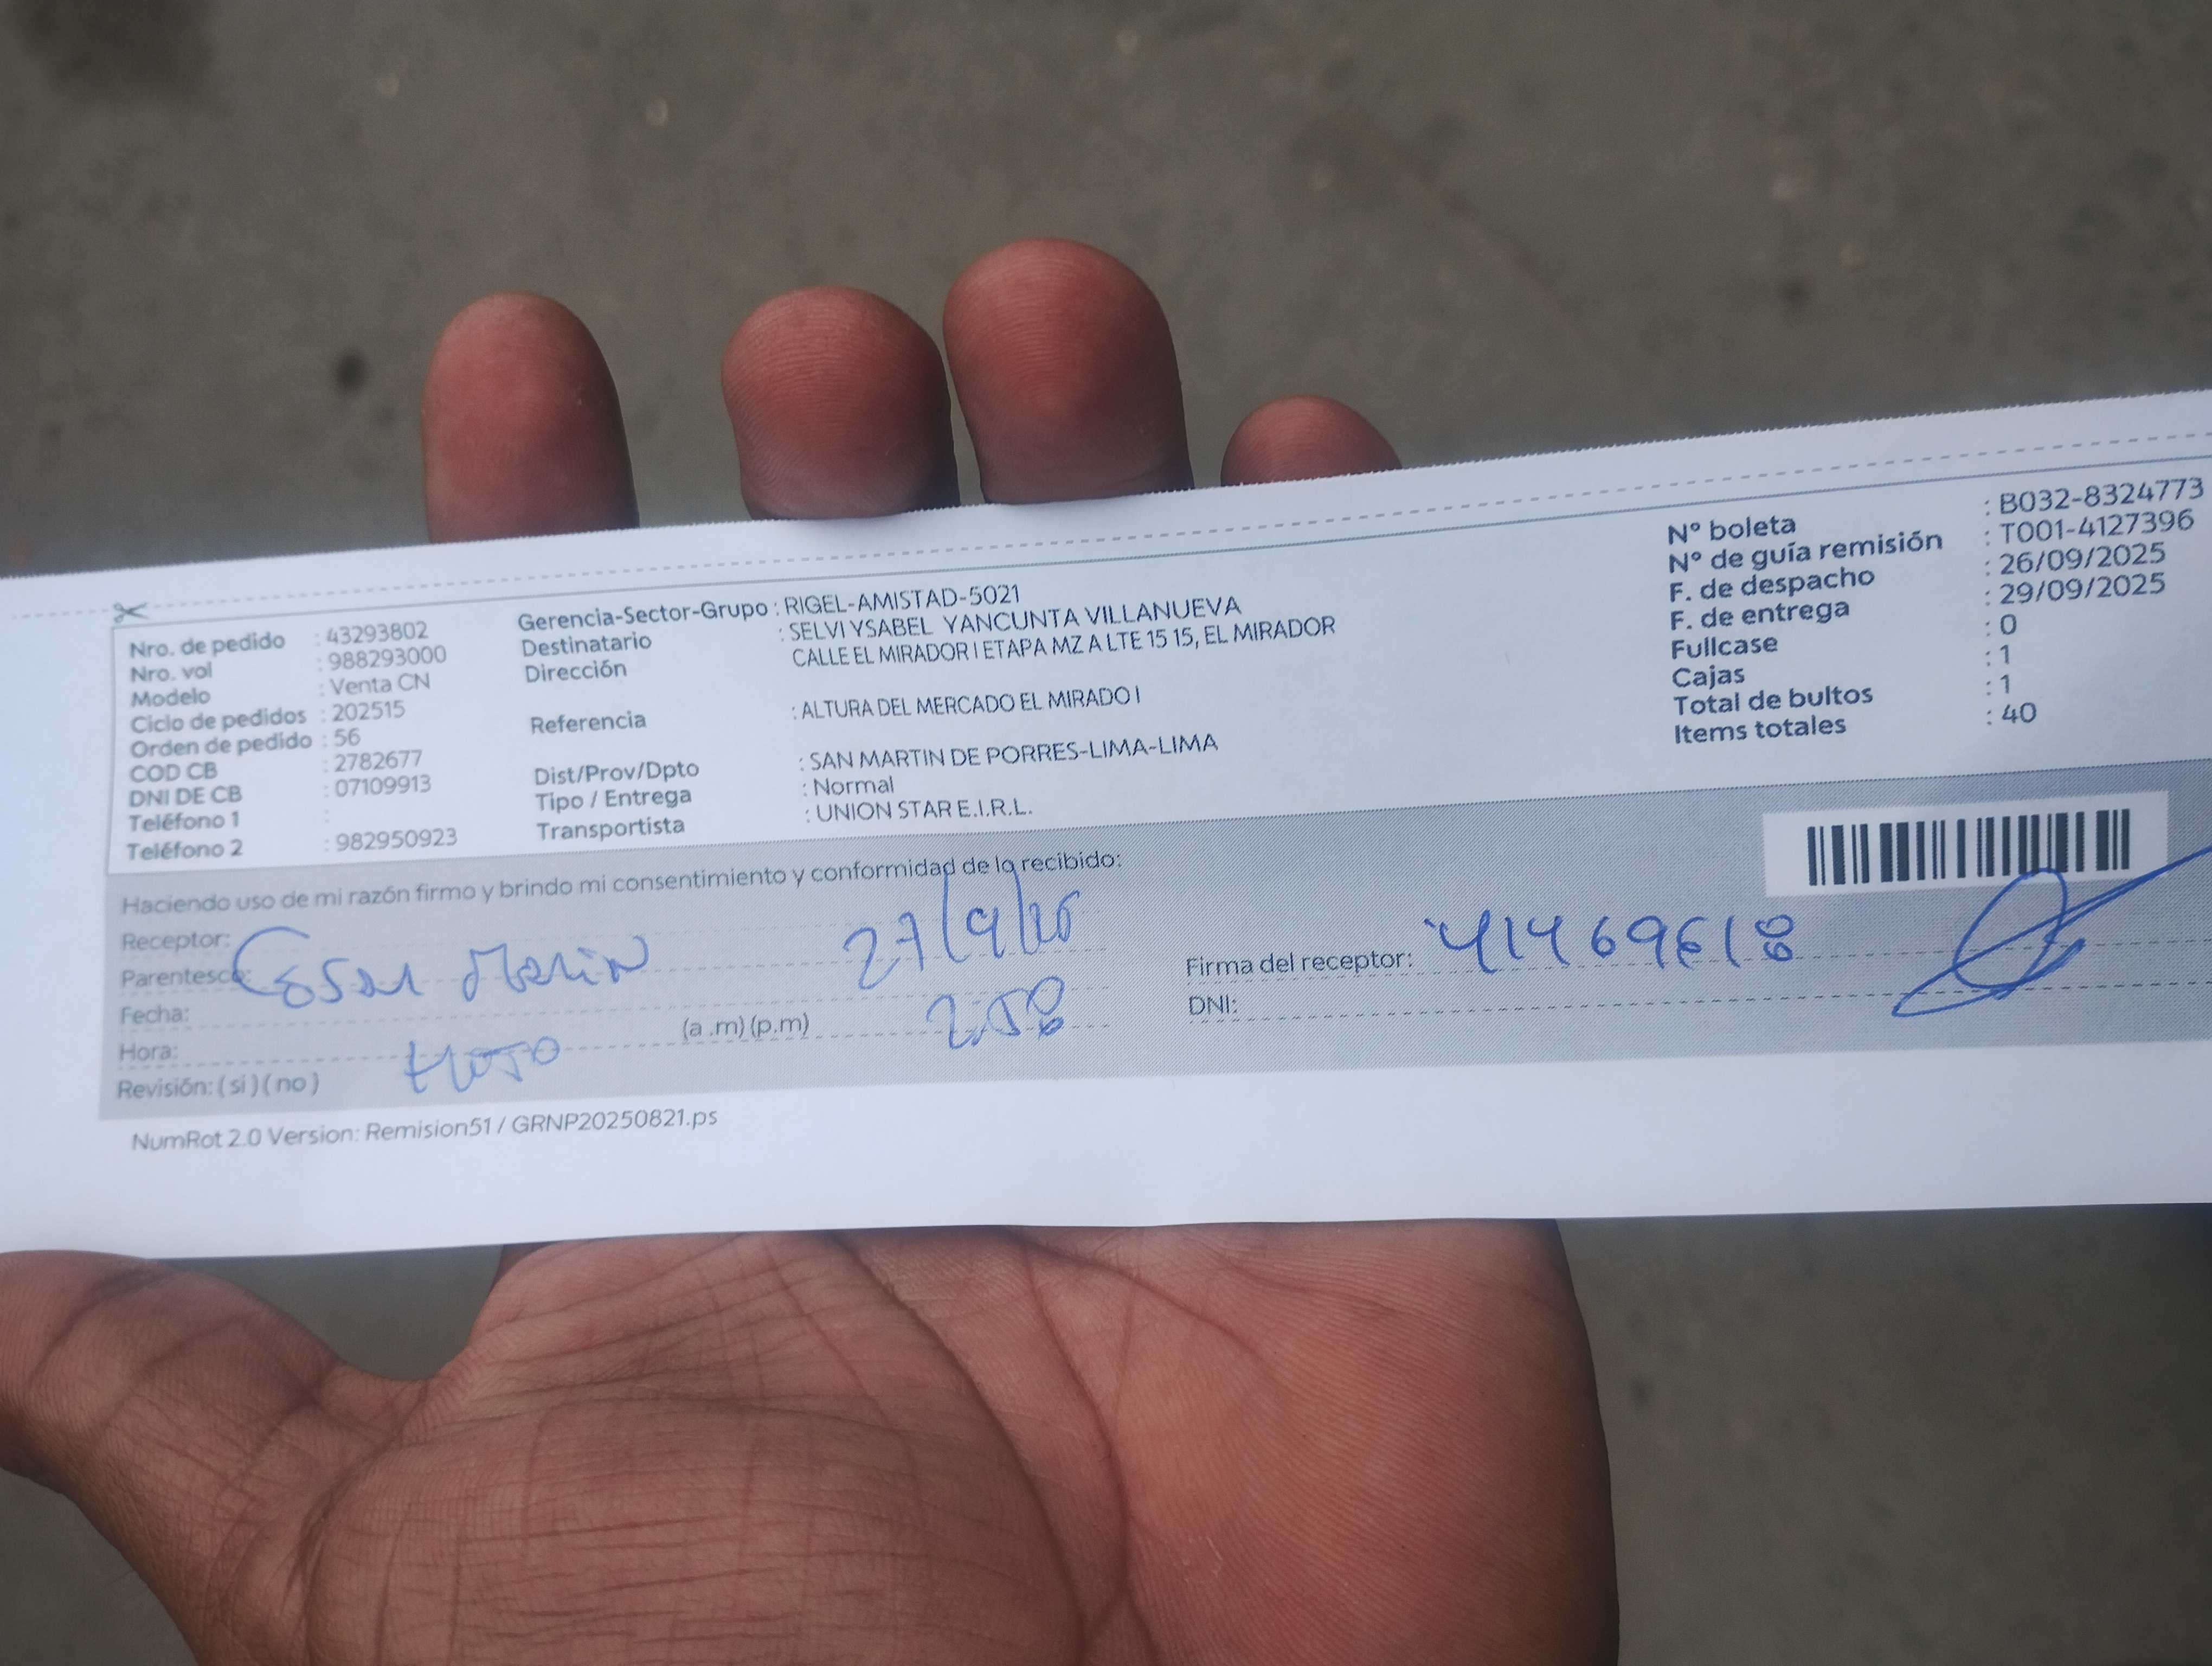 Nro. de pedido : 43293802
Nro. vol : 988293000
Modelo : Venta CN
Ciclo de pedidos : 202515
Orden de pedido : 56
COD CB : 2782677
DNI DE CB : 07109913
Teléfono 1 :
Teléfono 2 : 982950923
Gerencia-Sector-Grupo : RIGEL-AMISTAD-5021
Destinatario : SELVI YSABEL YANCUNTA VILLANUEVA
Dirección CALLE EL MIRADOR I ETAPA MZ A LTE 15 15, EL MIRADOR
Referencia : ALTURA DEL MERCADO EL MIRADO I
Dist/Prov/Dpto : SAN MARTIN DE PORRES-LIMA-LIMA
Tipo / Entrega : Normal
Transportista : UNION STAR E.I.R.L.
Nº boleta : B032-8324773
Nº de guía remisión : T001-4127396
F. de despacho : 26/09/2025
F. de entrega : 29/09/2025
Fullcase : 0
Cajas : 1
Total de bultos : 1
Items totales : 40
Haciendo uso de mi razón firmo y brindo mi consentimiento y conformidad de lo recibido:
Receptor:
Parentesco: Cesar Marin 27/9/25
Fecha:
Hora: (a .m) (p.m) 2.58
Revisión: ( si ) ( no )
Firma del receptor: 41469618
DNI:
NumRot 2.0 Version: Remision51 / GRNP20250821.ps